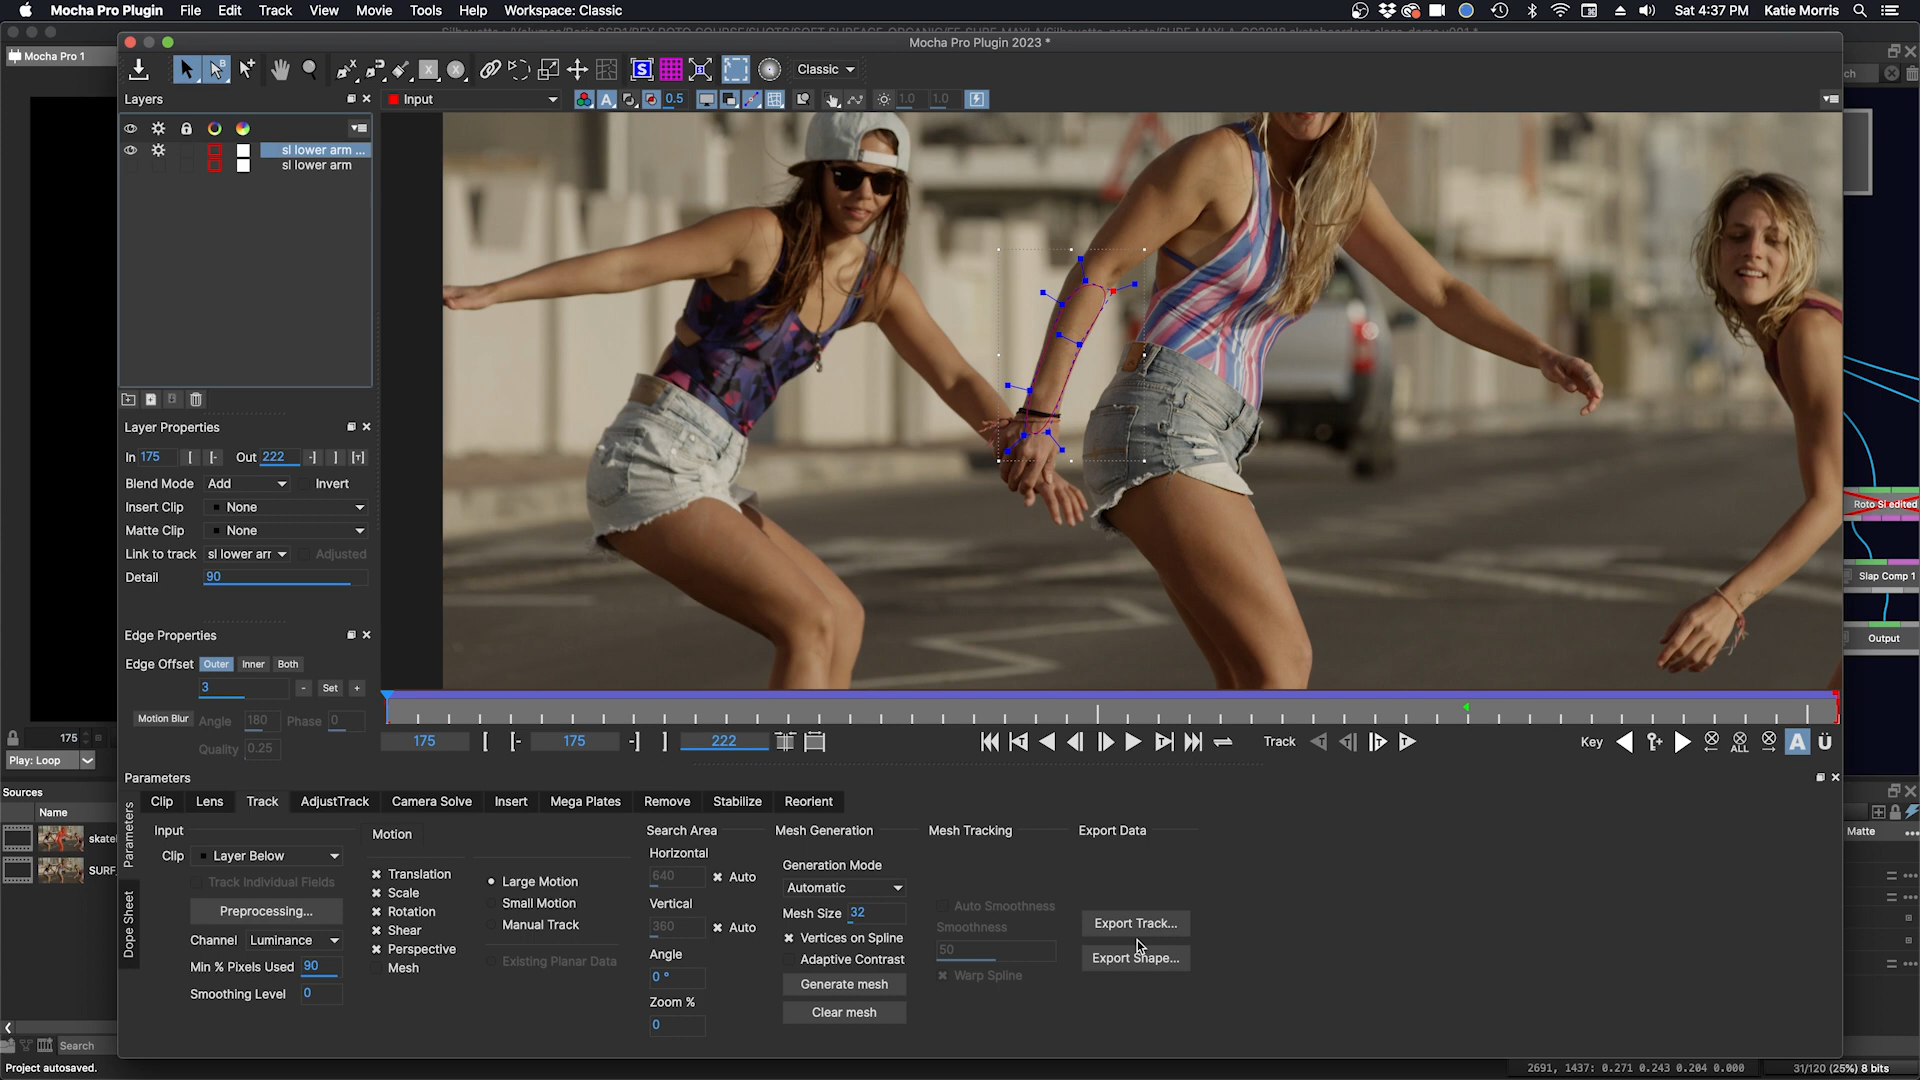 Mocha Pro Plugin File Edit Track View Movie Tools Help Workspace: Classic
Sat 4:37 PM Katie Morris
Mocha Pro Plugin 2023 *
Mocha Pro 1
ch
Classic
Layers
Input
0.5
1.0
1.0
sl lower arm ...
sl lower arm
Layer Properties
In 175 Out 222
Blend Mode Add Invert
Insert Clip None
Matte Clip None
Link to track sl lower arr Adjusted
Detail 90
Edge Properties
Edge Offset Outer Inner Both
3 - Set +
Motion Blur Angle 180 Phase 0
Quality 0.25
175
Play: Loop
175 175 222
Track
Key
ALL
Roto Sl edited
Slap Comp 1
Output
Parameters
Clip Lens Track AdjustTrack Camera Solve Insert Mega Plates Remove Stabilize Reorient
Parameters
Dope Sheet
Input
Clip Layer Below
Track Individual Fields
Preprocessing...
Channel Luminance
Min % Pixels Used 90
Smoothing Level 0
Motion
Translation
Scale
Rotation
Shear
Perspective
Mesh
Large Motion
Small Motion
Manual Track
Existing Planar Data
Search Area
Horizontal
640 Auto
Vertical
360 Auto
Angle
0 °
Zoom %
0
Mesh Generation
Generation Mode
Automatic
Mesh Size 32
Vertices on Spline
Adaptive Contrast
Generate mesh
Clear mesh
Mesh Tracking
Auto Smoothness
Smoothness
50
Warp Spline
Export Data
Export Track...
Export Shape...
Sources
Name
skate
SURF_
Search
Matte
Project autosaved.
2691, 1437: 0.271 0.243 0.204 0.000
31/120 (25%) 8 bits